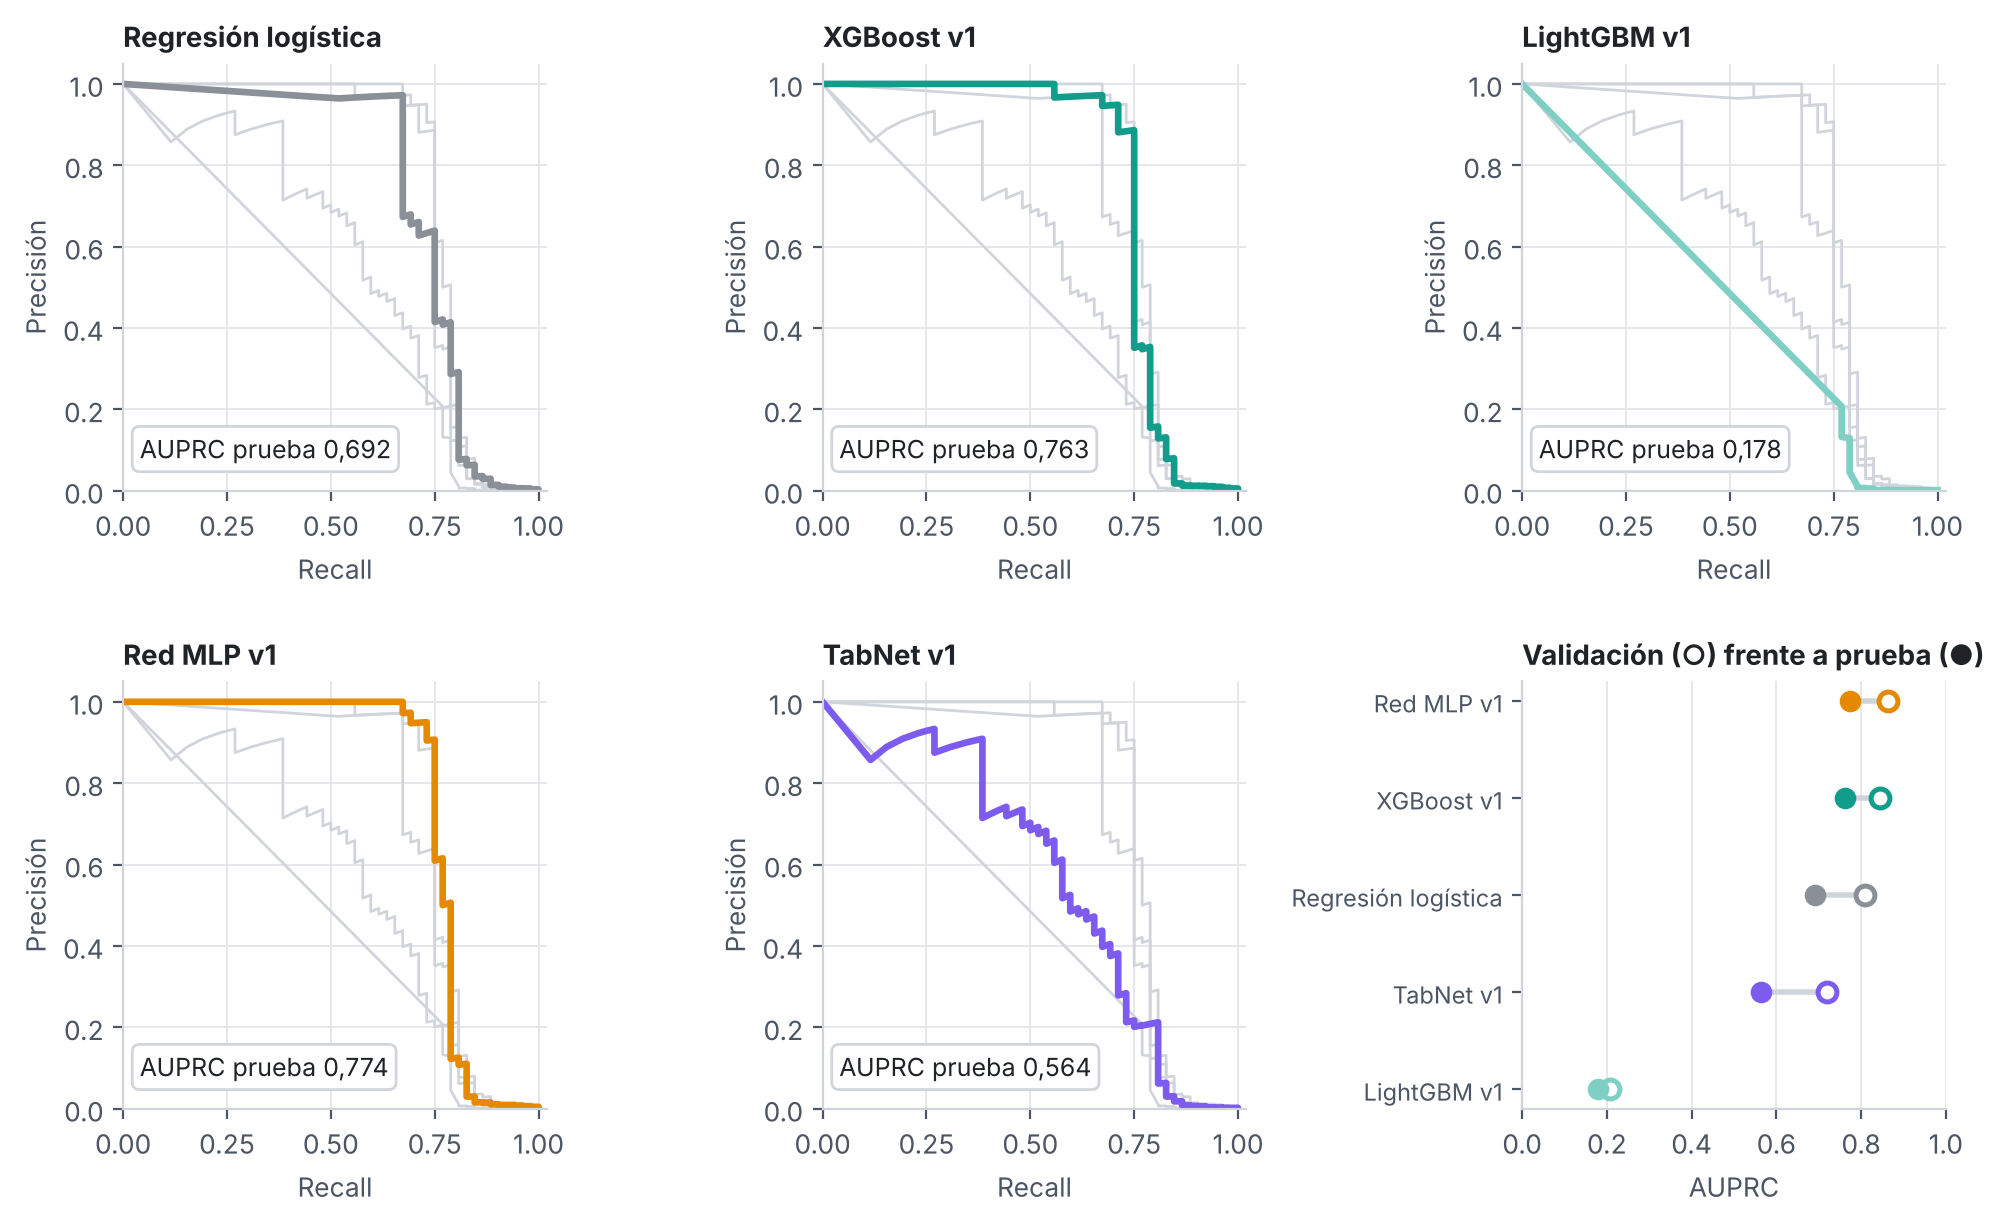 Regresión logística
1.0
0.8
0.6
0.4
0.2
0.0
Precisión
AUPRC prueba 0,692
0.00 0.25 0.50 0.75 1.00
Recall
XGBoost v1
1.0
0.8
0.6
0.4
0.2
0.0
Precisión
AUPRC prueba 0,763
0.00 0.25 0.50 0.75 1.00
Recall
LightGBM v1
1.0
0.8
0.6
0.4
0.2
0.0
Precisión
AUPRC prueba 0,178
0.00 0.25 0.50 0.75 1.00
Recall
Red MLP v1
1.0
0.8
0.6
0.4
0.2
0.0
Precisión
AUPRC prueba 0,774
0.00 0.25 0.50 0.75 1.00
Recall
TabNet v1
1.0
0.8
0.6
0.4
0.2
0.0
Precisión
AUPRC prueba 0,564
0.00 0.25 0.50 0.75 1.00
Recall
Validación (○) frente a prueba (●)
Red MLP v1
XGBoost v1
Regresión logística
TabNet v1
LightGBM v1
0.0 0.2 0.4 0.6 0.8 1.0
AUPRC